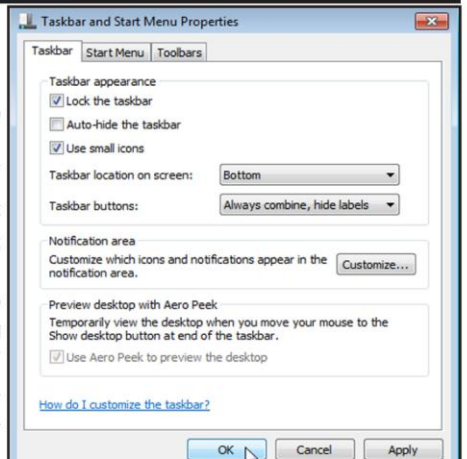 Taskbar and Start Menu Properties
Taskbar Start Menu Toolbars
Taskbar appearance
Lock the taskbar
Auto-hide the taskbar
Use small icons
Taskbar location on screen: Bottom
Taskbar buttons: Always combine, hide labels
Notification area
Customize which icons and notifications appear in the
notification area.
Customize...
Preview desktop with Aero Peek
Temporarily view the desktop when you move your mouse to the
Show desktop button at end of the taskbar.
Use Aero Peek to preview the desktop
How do I customize the taskbar?
OK Cancel Apply